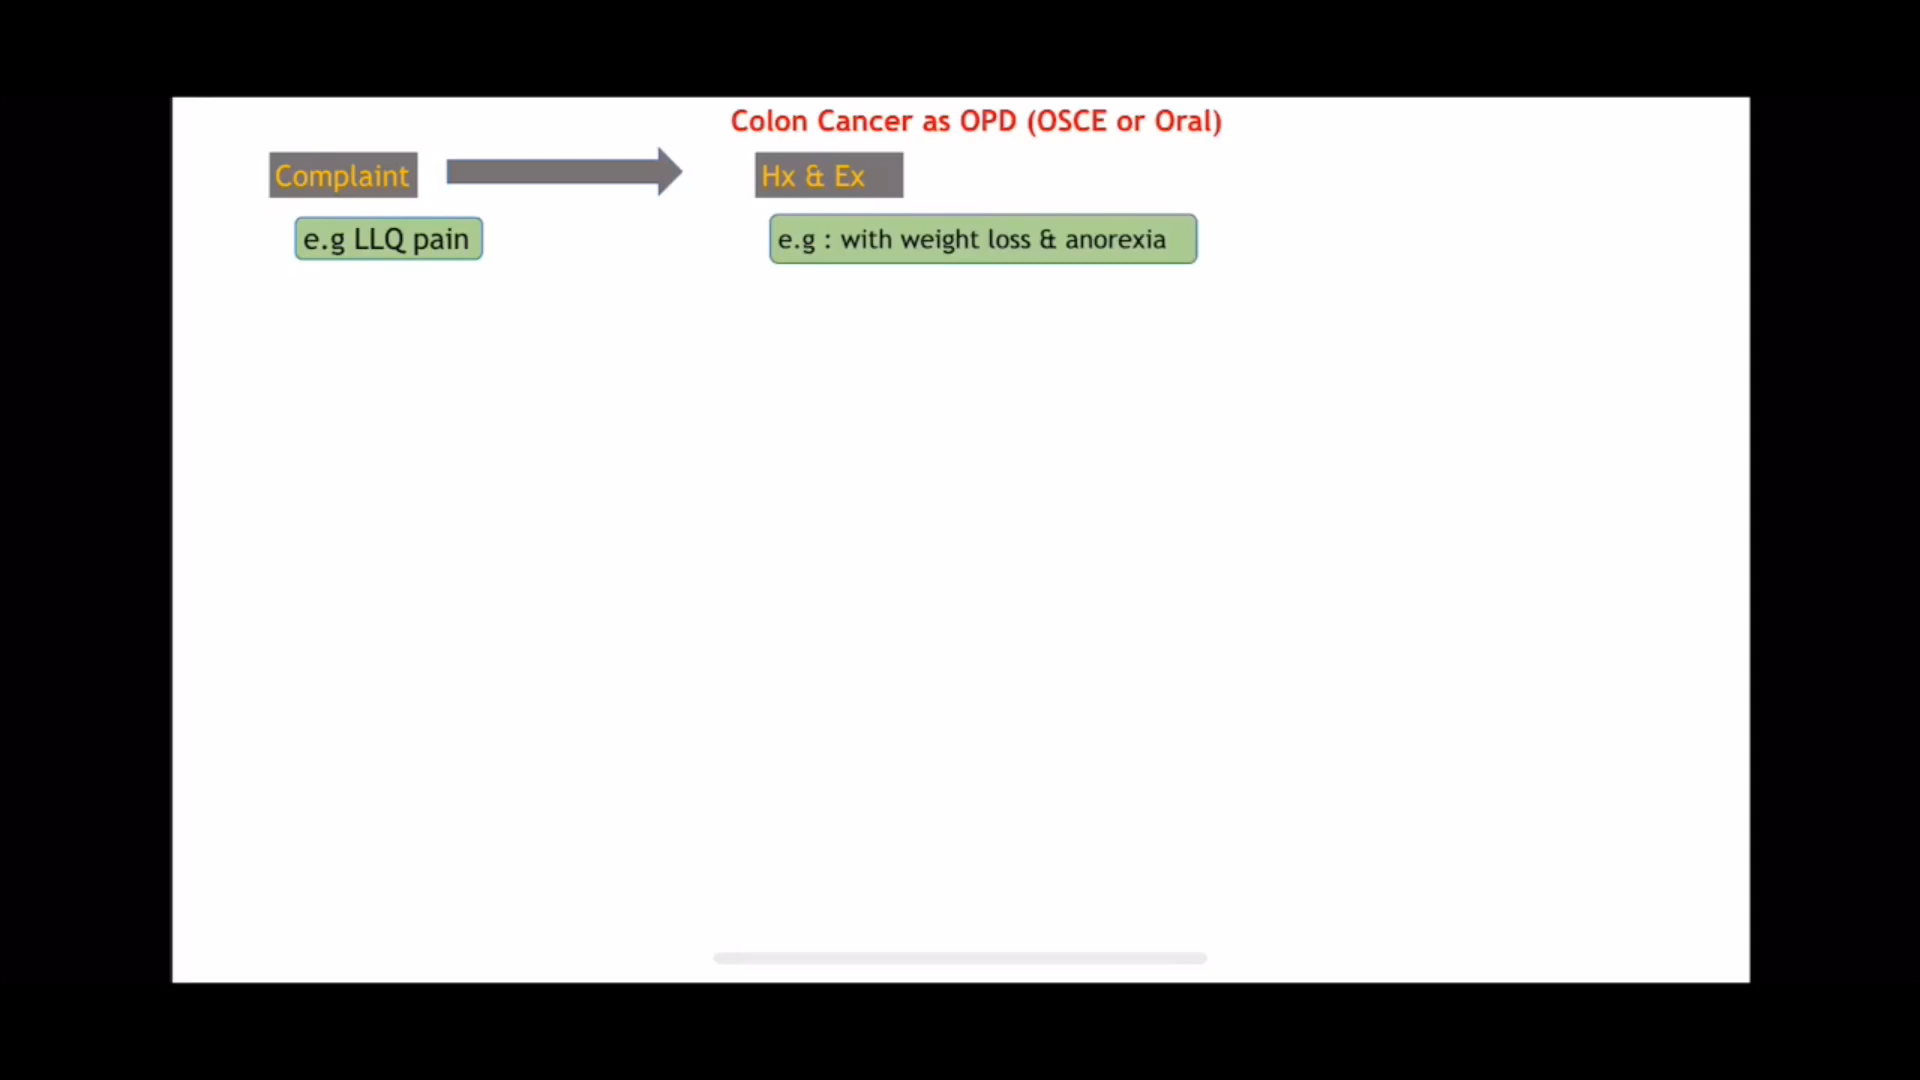 Colon Cancer as OPD (OSCE or Oral)
Complaint
Hx & Ex
e.g LLQ pain
e.g : with weight loss & anorexia